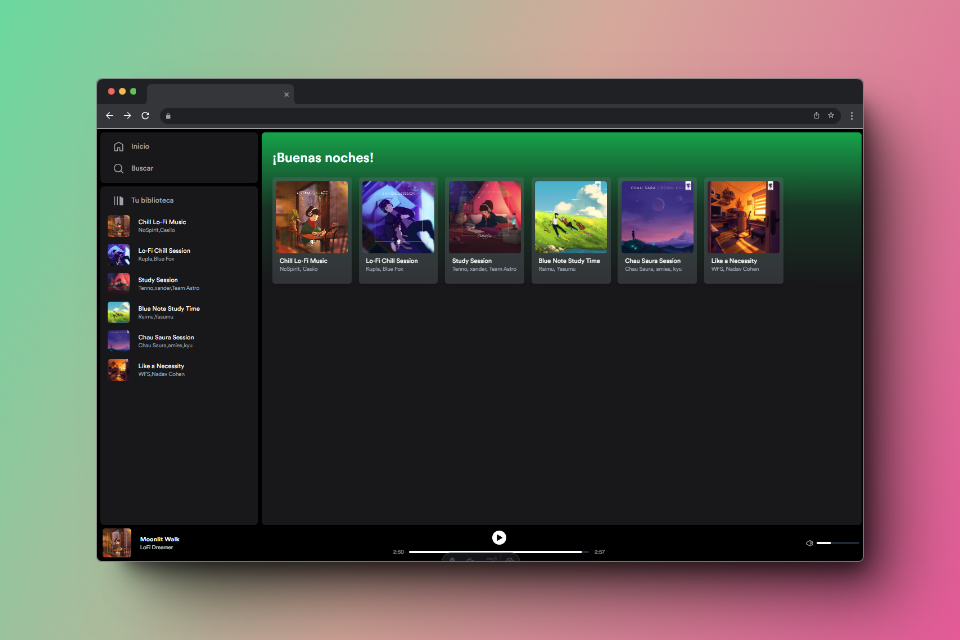 Inicio
Buscar
Tu biblioteca
Chill Lo-Fi Music
NoSpirit,Casiio
Lo-Fi Chill Session
Kupla,Blue Fox
Study Session
Tenno,xander,Team Astro
Blue Note Study Time
Raimu,Yasumu
Chau Saura Session
Chau Saura,amies,kyu
Like a Necessity
WFS,Nadav Cohen
¡Buenas noches!
Chill Lo-Fi Music
NoSpirit, Casiio
Lo-Fi Chill Session
Kupla, Blue Fox
Study Session
Tenno, xander, Team Astro
Blue Note Study Time
Raimu, Yasumu
CHAU SAURA
Chau Saura Session
Chau Saura, amies, kyu
Like a Necessity
WFS, Nadav Cohen
Moonlit Walk
LoFi Dreamer
2:50
2:57